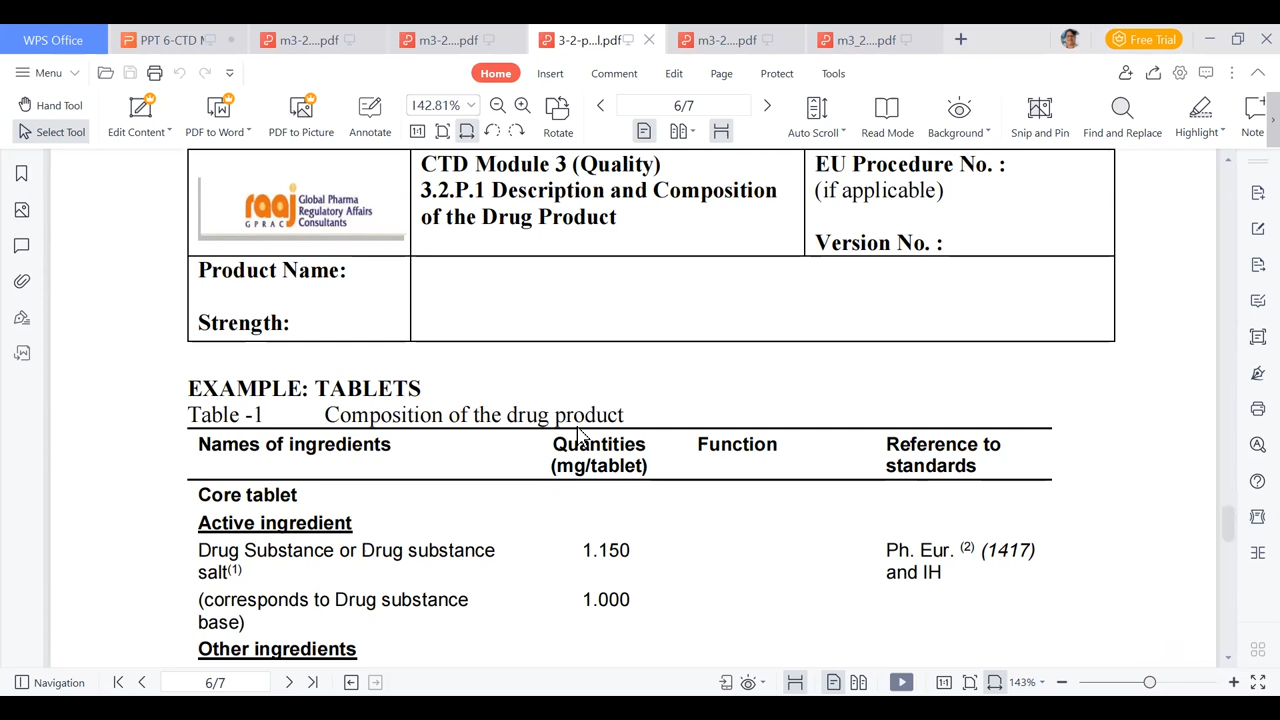 WPS Office
PPT 6-CTD M
m3-2....pdf
m3-2....pdf
3-2-p...l.pdf
m3-2....pdf
m3_2....pdf
Free Trial
Menu
Home
Insert
Comment
Edit
Page
Protect
Tools
Hand Tool
Select Tool
Edit Content
PDF to Word
PDF to Picture
Annotate
142.81%
Rotate
6/7
Auto Scroll
Read Mode
Background
Snip and Pin
Find and Replace
Highlight
Note
raaj
GPRAC
Global Pharma
Regulatory Affairs
Consultants
CTD Module 3 (Quality)
3.2.P.1 Description and Composition
of the Drug Product
EU Procedure No. :
(if applicable)
Version No. :
Product Name:
Strength:
EXAMPLE: TABLETS
Table -1 Composition of the drug product
Names of ingredients Quantities Function Reference to
(mg/tablet) standards
Core tablet
Active ingredient
Drug Substance or Drug substance 1.150 Ph. Eur. (2) (1417)
salt(1) and IH
(corresponds to Drug substance 1.000
base)
Other ingredients
Navigation
6/7
1:1
143%